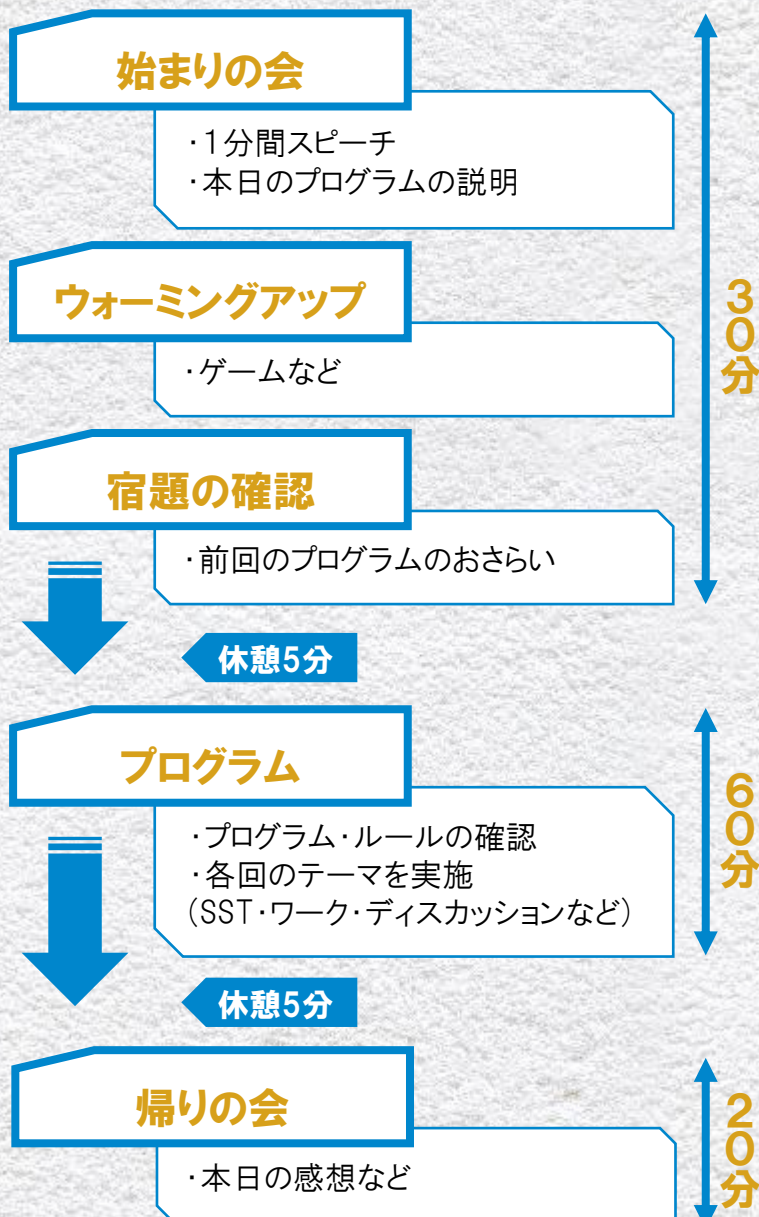 始まりの会
・1分間スピーチ
・本日のプログラムの説明
ウォーミングアップ
・ゲームなど
宿題の確認
・前回のプログラムのおさらい
30分
休憩5分
プログラム
・プログラム・ルールの確認
・各回のテーマを実施
(SST・ワーク・ディスカッションなど)
60分
休憩5分
帰りの会
・本日の感想など
20分